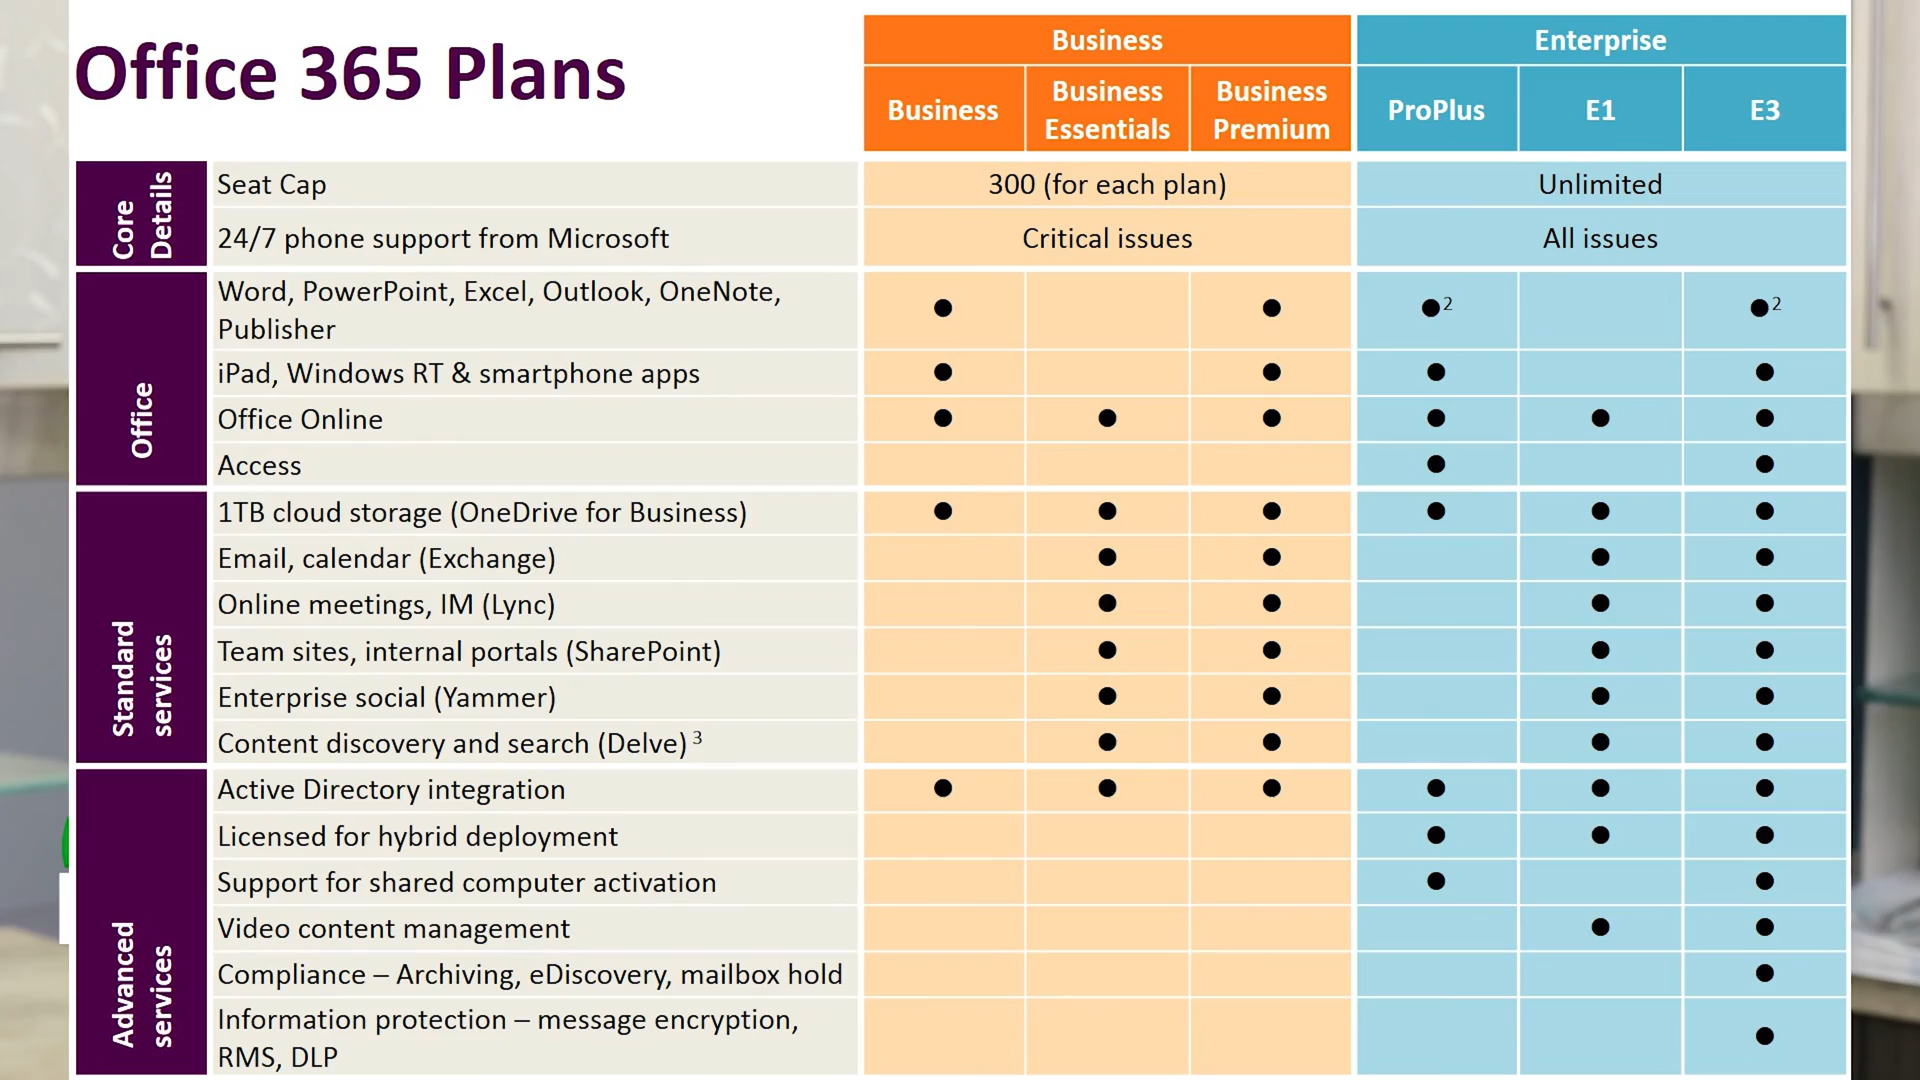 Office 365 Plans
Business
Enterprise
Business
Business
Essentials
Business
Premium
ProPlus
E1
E3
Core
Details
Seat Cap
300 (for each plan)
Unlimited
24/7 phone support from Microsoft
Critical issues
All issues
Office
Word, PowerPoint, Excel, Outlook, OneNote,
Publisher
● ● ●² ●²
iPad, Windows RT & smartphone apps
● ● ● ●
Office Online
● ● ● ● ● ●
Access
● ●
Standard
services
1TB cloud storage (OneDrive for Business)
● ● ● ● ● ●
Email, calendar (Exchange)
● ● ● ●
Online meetings, IM (Lync)
● ● ● ●
Team sites, internal portals (SharePoint)
● ● ● ●
Enterprise social (Yammer)
● ● ● ●
Content discovery and search (Delve) ³
● ● ● ●
Advanced
services
Active Directory integration
● ● ● ● ● ●
Licensed for hybrid deployment
● ● ●
Support for shared computer activation
● ●
Video content management
● ●
Compliance – Archiving, eDiscovery, mailbox hold
●
Information protection – message encryption,
RMS, DLP
●